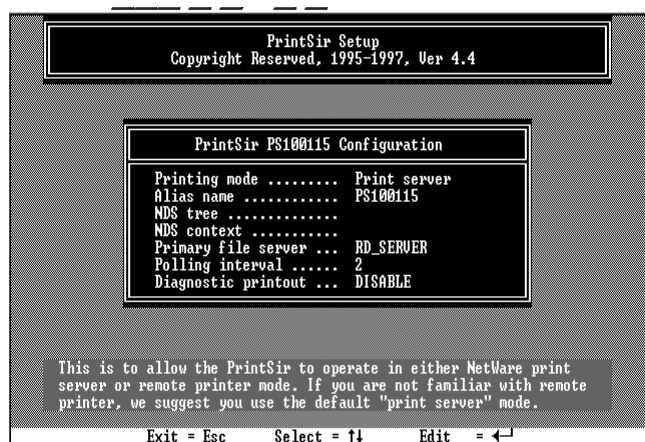 PrintSir Setup
Copyright Reserved, 1995-1997, Ver 4.4
PrintSir PS100115 Configuration
Printing mode ......... Print server
Alias name ............ PS100115
NDS tree ..............
NDS context ...........
Primary file server ... RD_SERVER
Polling interval ...... 2
Diagnostic printout ... DISABLE
This is to allow the PrintSir to operate in either NetWare print
server or remote printer mode. If you are not familiar with remote
printer, we suggest you use the default "print server" mode.
Exit = Esc Select = ↑↓ Edit = ◄┘